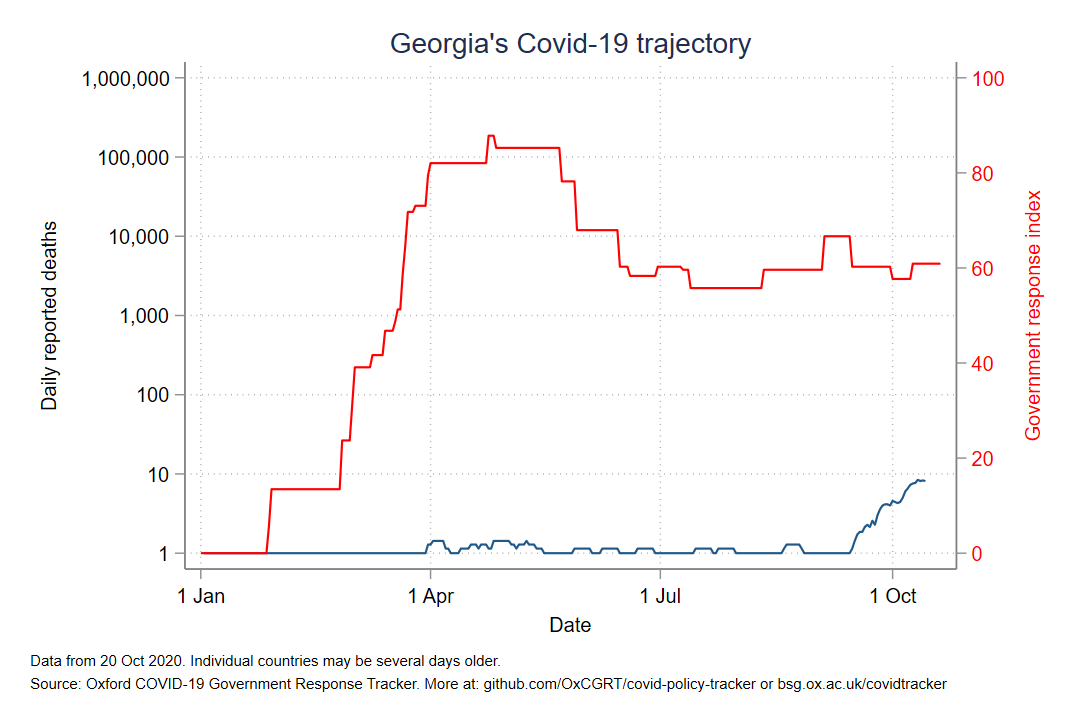 Georgia's Covid-19 trajectory
1,000,000
100,000
10,000
1,000
100
10
1
Daily reported deaths
100
80
60
40
20
0
Government response index
1 Jan
1 Apr
1 Jul
1 Oct
Date
Data from 20 Oct 2020. Individual countries may be several days older.
Source: Oxford COVID-19 Government Response Tracker. More at: github.com/OxCGRT/covid-policy-tracker or bsg.ox.ac.uk/covidtracker